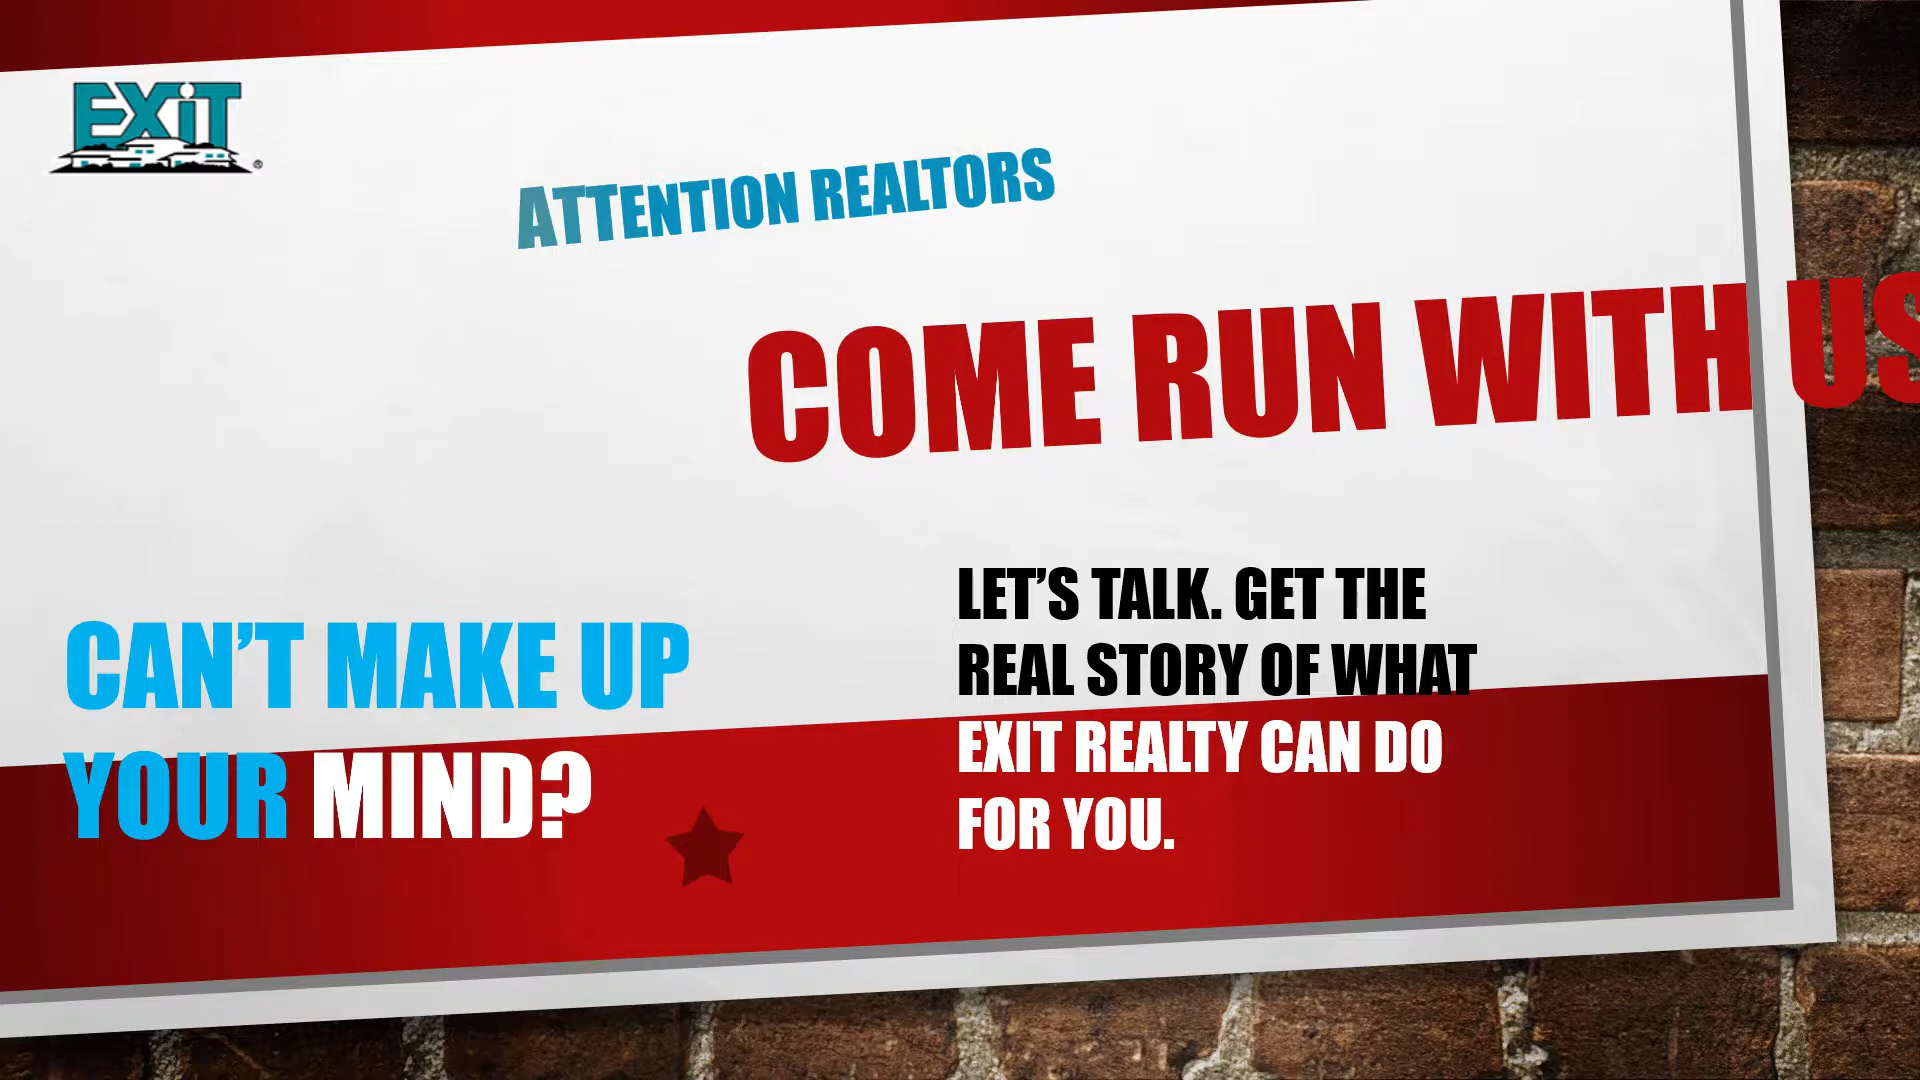 EXiT
®
ATTENTION REALTORS
COME RUN WITH US
CAN’T MAKE UP
YOUR MIND?
LET’S TALK. GET THE
REAL STORY OF WHAT
EXIT REALTY CAN DO
FOR YOU.